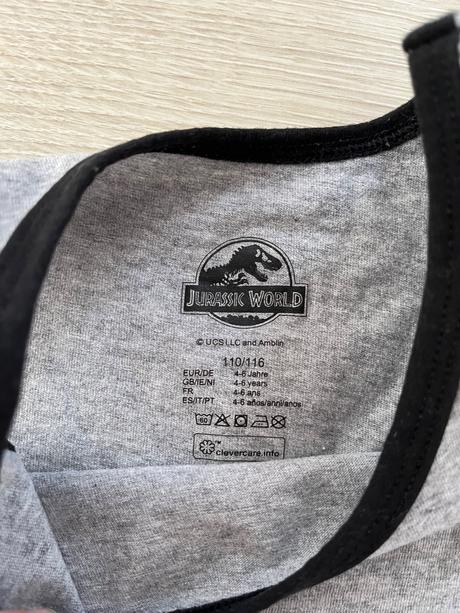 JURASSIC WORLD
© UCS LLC and Amblin
110/116
EUR/DE 4-6 Jahre
GB/IE/NI 4-6 years
FR 4-6 ans
ES/IT/PT 4-6 años/anni/anos
60
™
clevercare.info